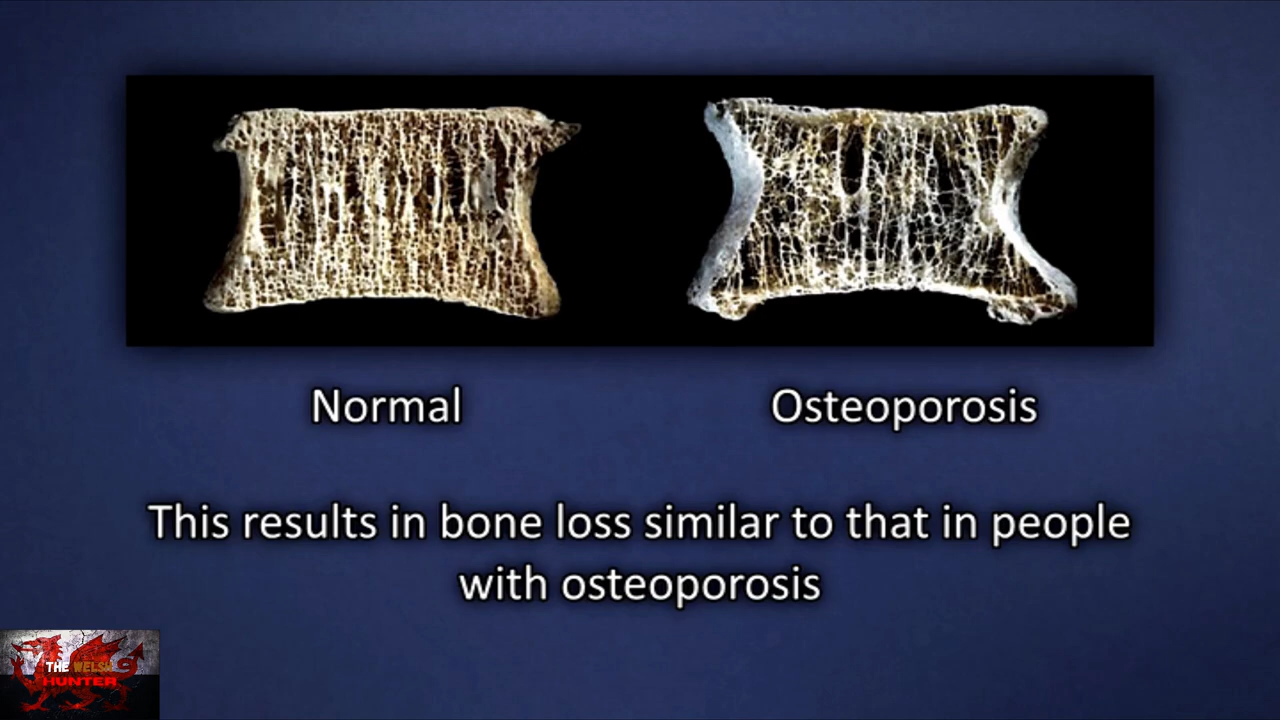 Normal
Osteoporosis
This results in bone loss similar to that in people
with osteoporosis
THE WELSH
HUNTER